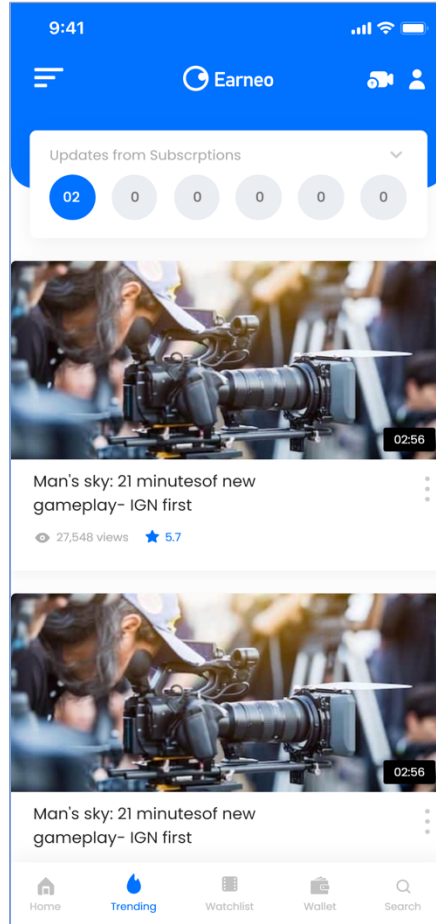 9:41
Earneo
Updates from Subscrptions
02 0 0 0 0 0
02:56
Man's sky: 21 minutesof new
gameplay- IGN first
27,548 views 5.7
02:56
Man's sky: 21 minutesof new
gameplay- IGN first
Home Trending Watchlist Wallet Search